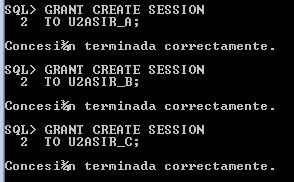 SQL> GRANT CREATE SESSION
2 TO U2ASIR_A;
Concesi¾n terminada correctamente.
SQL> GRANT CREATE SESSION
2 TO U2ASIR_B;
Concesi¾n terminada correctamente.
SQL> GRANT CREATE SESSION
2 TO U2ASIR_C;
Concesi¾n terminada correctamente.